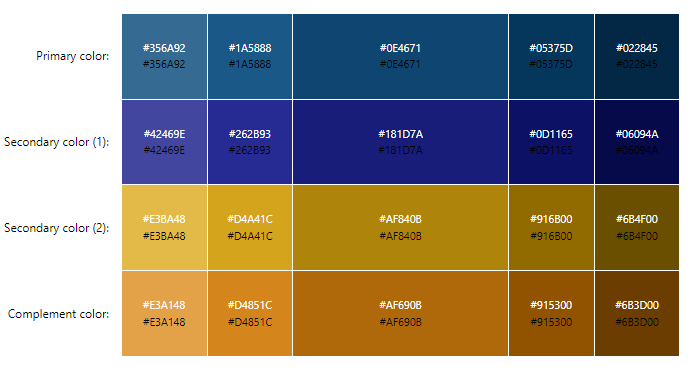 #356A92 #1A5888 #0E4671 #05375D #022845
Primary color: #356A92 #1A5888 #0E4671 #05375D #022845
#42469E #262B93 #181D7A #0D1165 #06094A
Secondary color (1): #42469E #262B93 #181D7A #0D1165 #06094A
#E3BA48 #D4A41C #AF840B #916B00 #6B4F00
Secondary color (2): #E3BA48 #D4A41C #AF840B #916B00 #6B4F00
#E3A148 #D4851C #AF690B #915300 #6B3D00
Complement color: #E3A148 #D4851C #AF690B #915300 #6B3D00